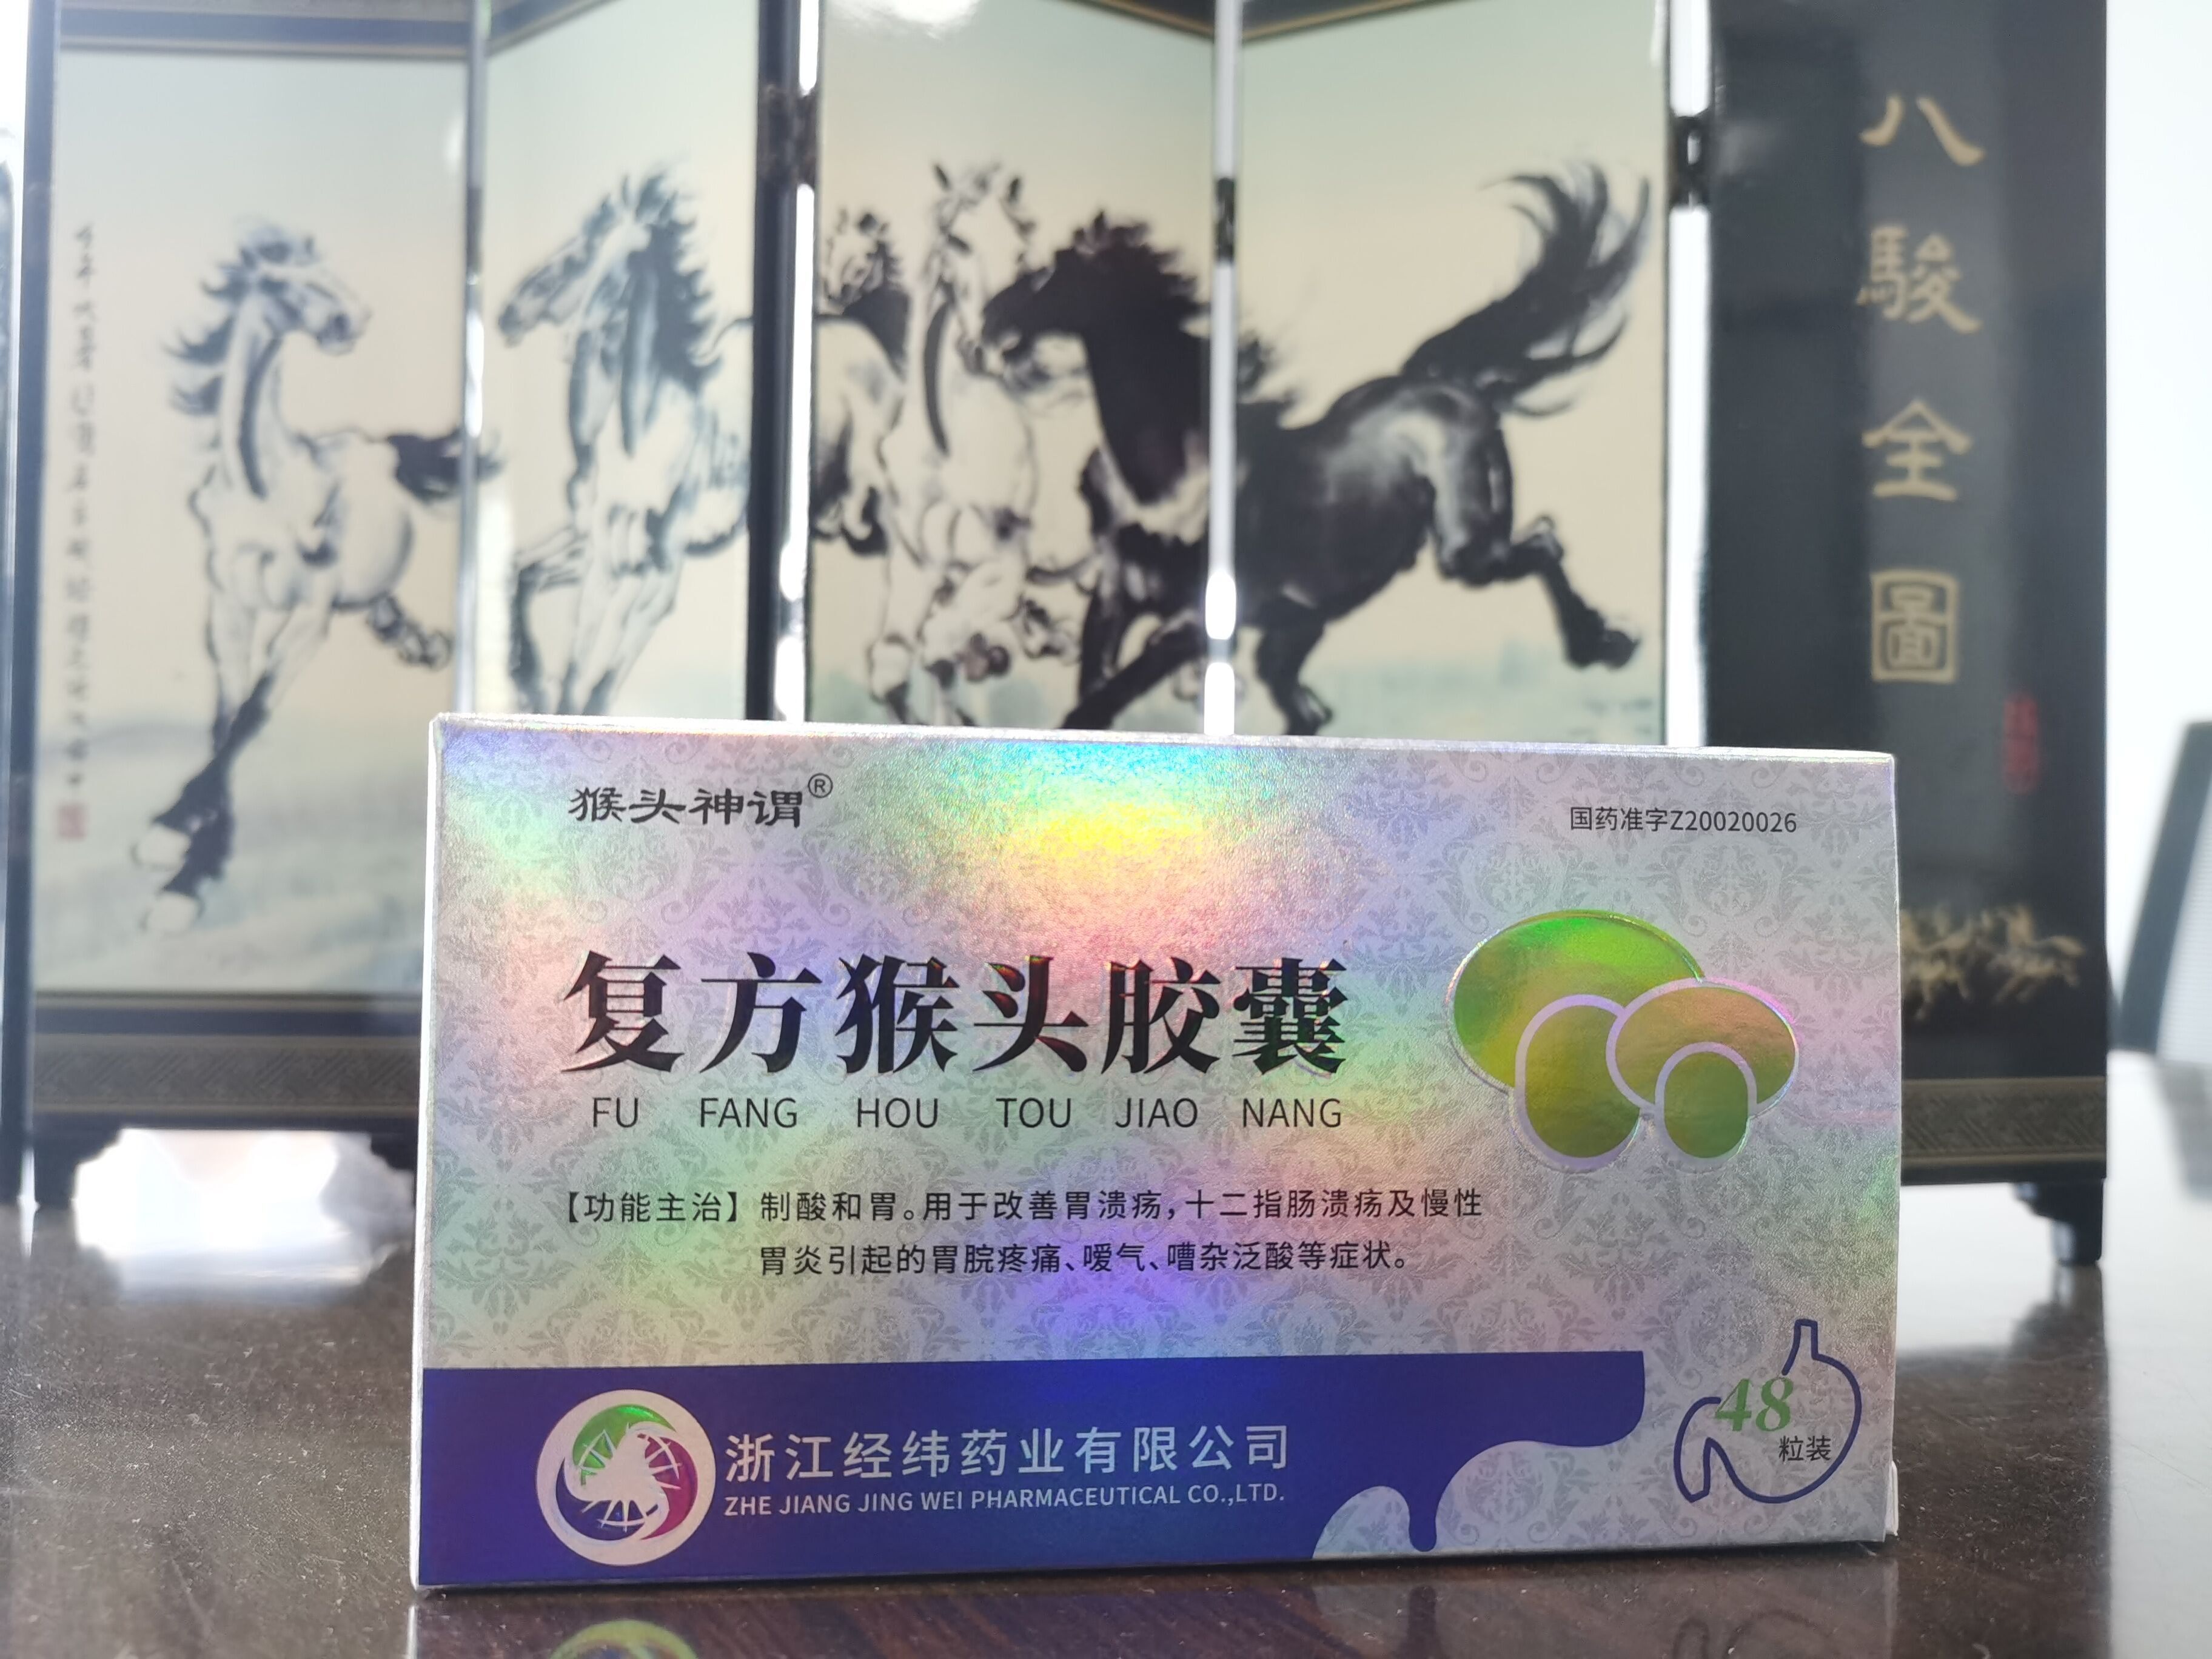 八駿全圖
猴头神谓®
国药准字Z20020026
复方猴头胶囊
FU FANG HOU TOU JIAO NANG
【功能主治】制酸和胃。用于改善胃溃疡，十二指肠溃疡及慢性
胃炎引起的胃脘疼痛、嗳气、嘈杂泛酸等症状。
48
粒装
浙江经纬药业有限公司
ZHE JIANG JING WEI PHARMACEUTICAL CO.,LTD.